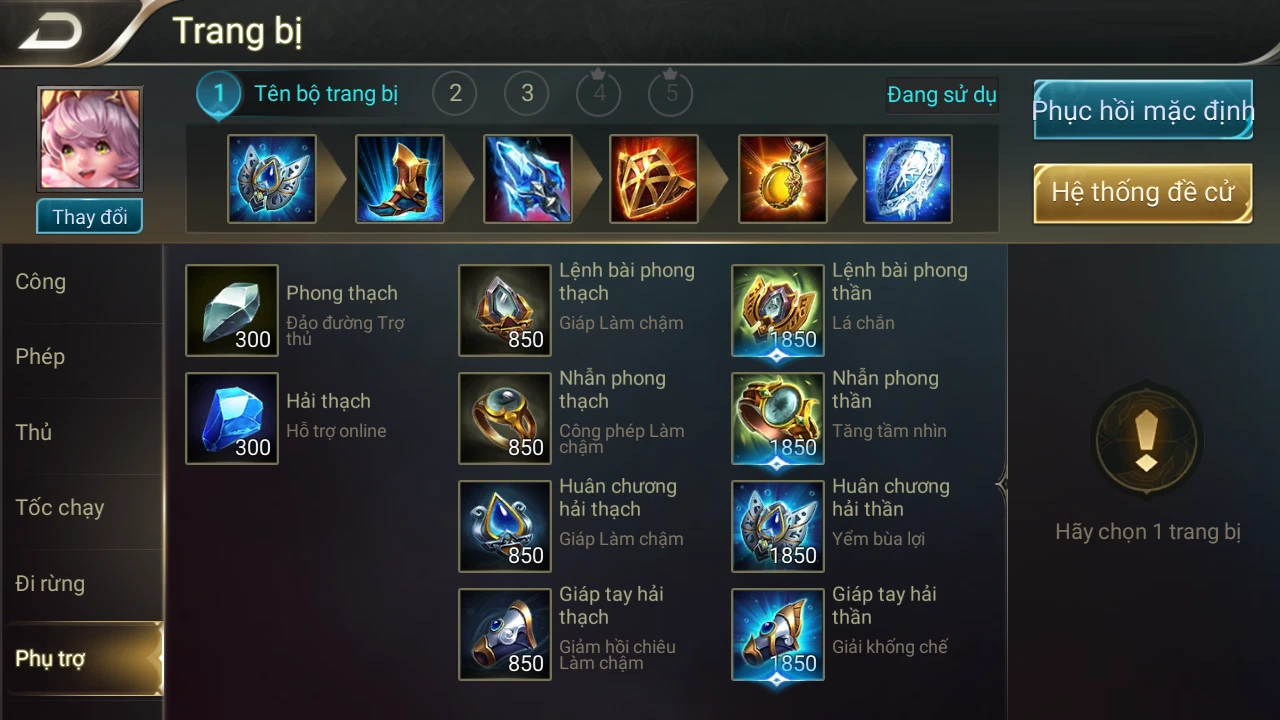 Trang bị
1 Tên bộ trang bị 2 3 4 5 Đang sử dụ
Phục hồi mặc định
Hệ thống đề cử
Thay đổi
Công
Phép
Thủ
Tốc chạy
Đi rừng
Phụ trợ
Phong thạch
Đảo đường Trợ
thủ
300
Hải thạch
Hỗ trợ online
300
Lệnh bài phong
thạch
Giáp Làm chậm
850
Nhẫn phong
thạch
Công phép Làm
chậm
850
Huân chương
hải thạch
Giáp Làm chậm
850
Giáp tay hải
thạch
Giảm hồi chiêu
Làm chậm
850
Lệnh bài phong
thần
Lá chắn
1850
Nhẫn phong
thần
Tăng tầm nhìn
1850
Huân chương
hải thần
Yểm bùa lợi
1850
Giáp tay hải
thần
Giải khống chế
1850
Hãy chọn 1 trang bị